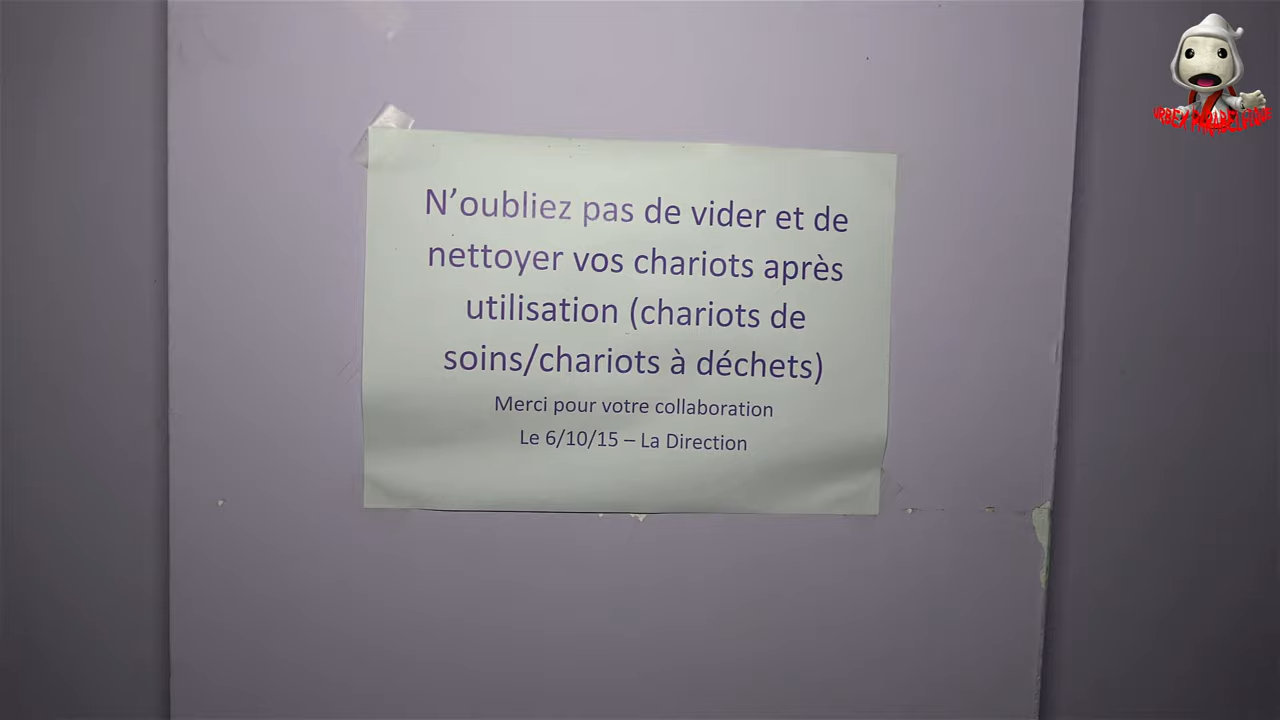 N’oubliez pas de vider et de
nettoyer vos chariots après
utilisation (chariots de
soins/chariots à déchets)
Merci pour votre collaboration
Le 6/10/15 – La Direction
URBEX